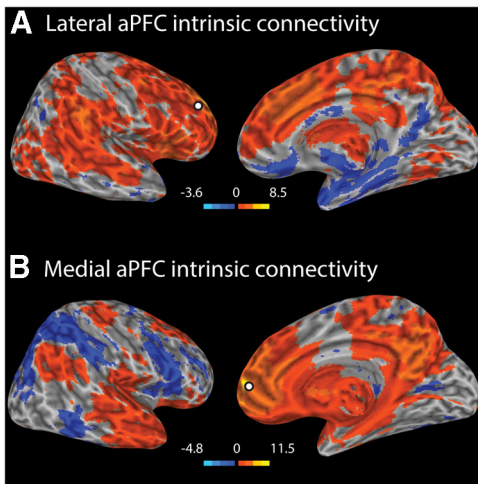 A Lateral aPFC intrinsic connectivity
-3.6 0 8.5
B Medial aPFC intrinsic connectivity
-4.8 0 11.5